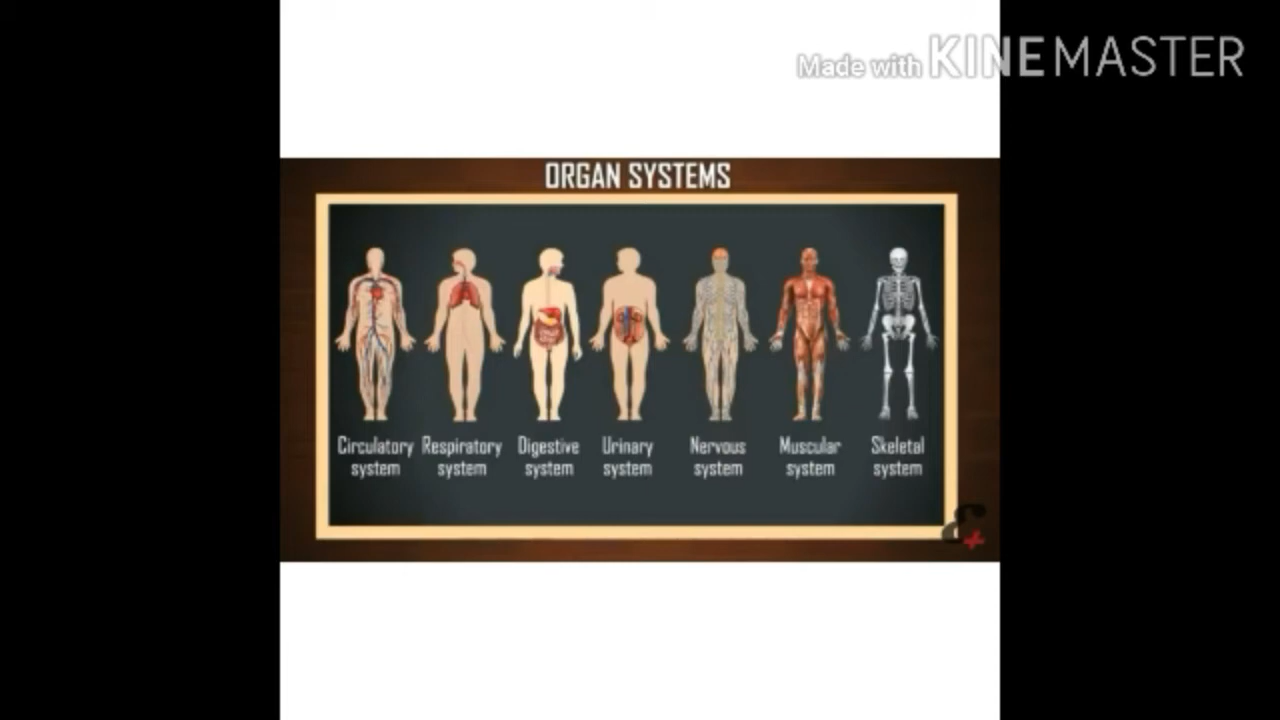 Made with KINEMASTER
ORGAN SYSTEMS
Circulatory system
Respiratory system
Digestive system
Urinary system
Nervous system
Muscular system
Skeletal system